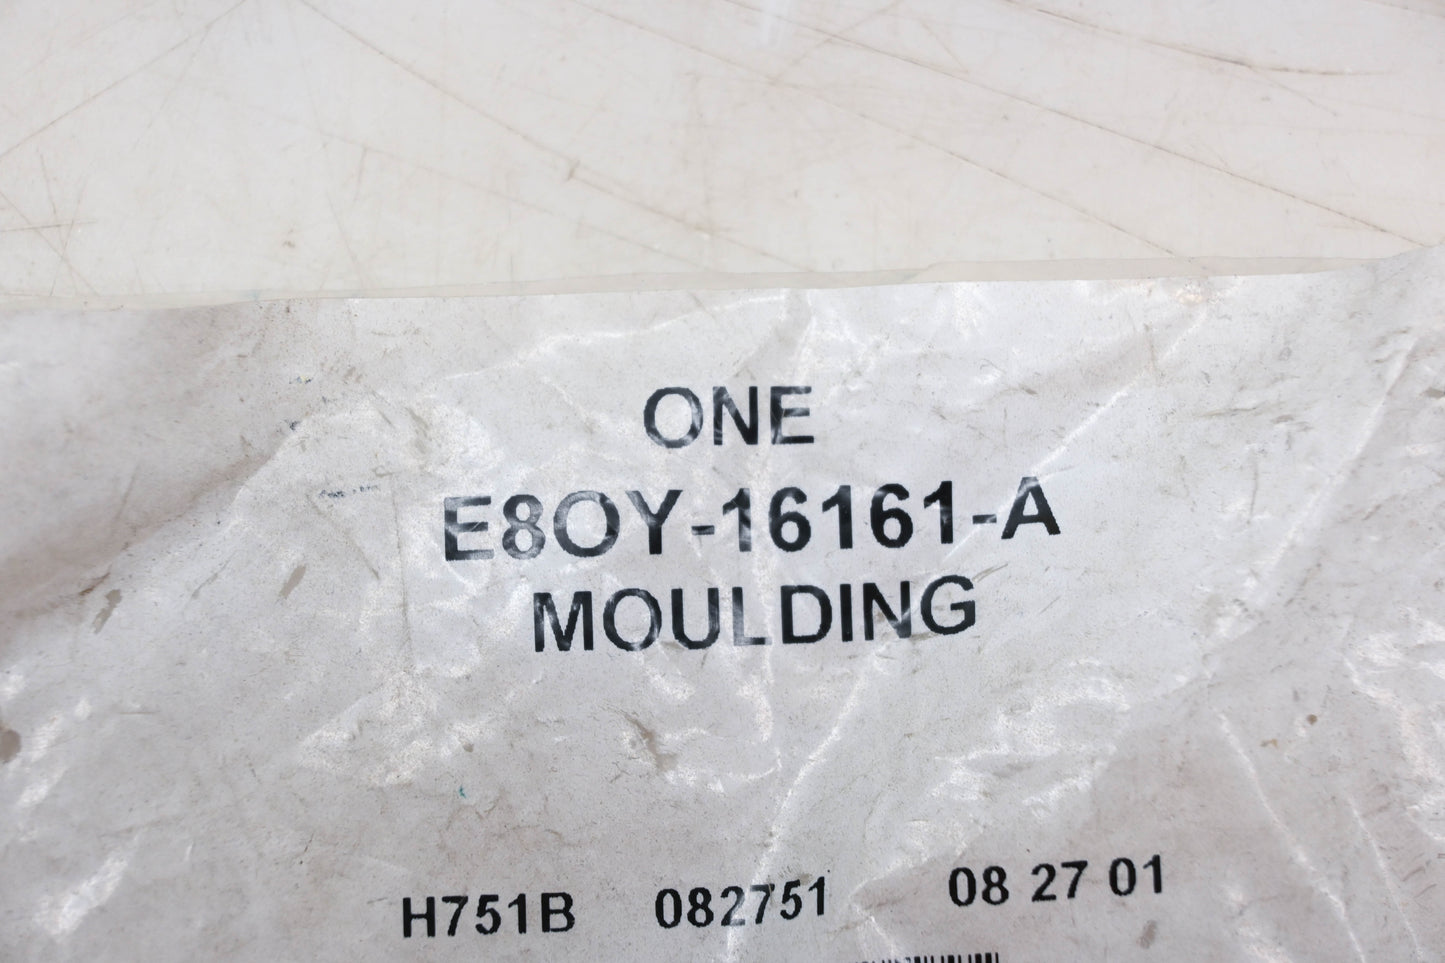 ONE
E8OY-16161-A
MOULDING
H751B 082751 08 27 01